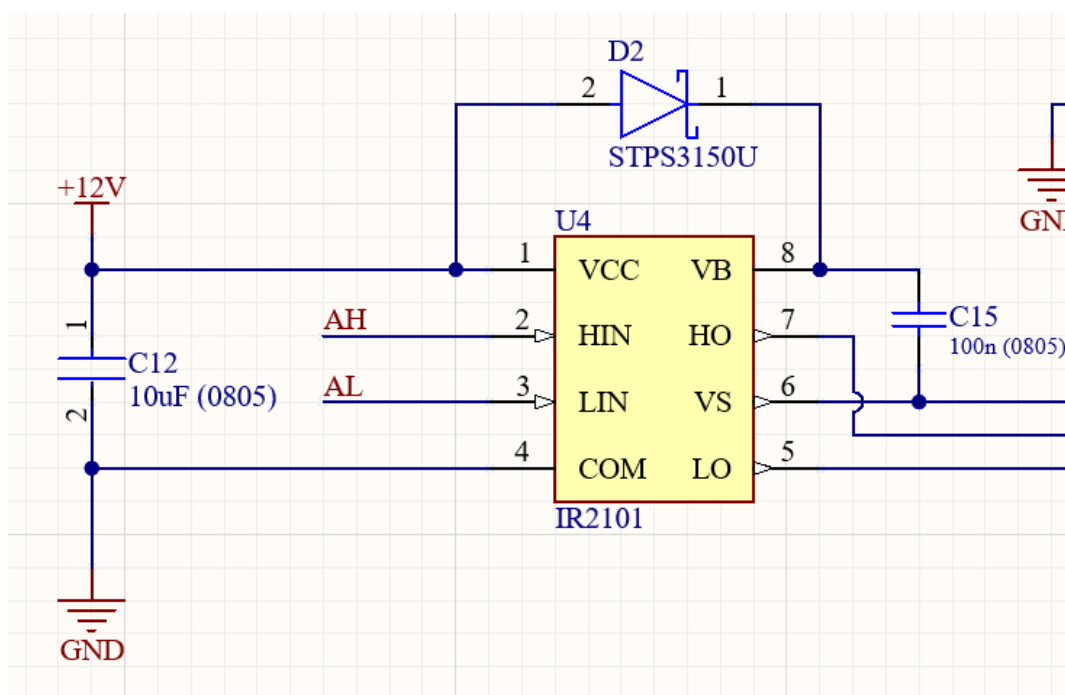 D2
2
1
STPS3150U
+12V
U4
1
VCC
VB
8
AH
2
HIN
HO
7
C15
100n (0805)
1
C12
10uF (0805)
2
AL
3
LIN
VS
6
4
COM
LO
5
IR2101
GND